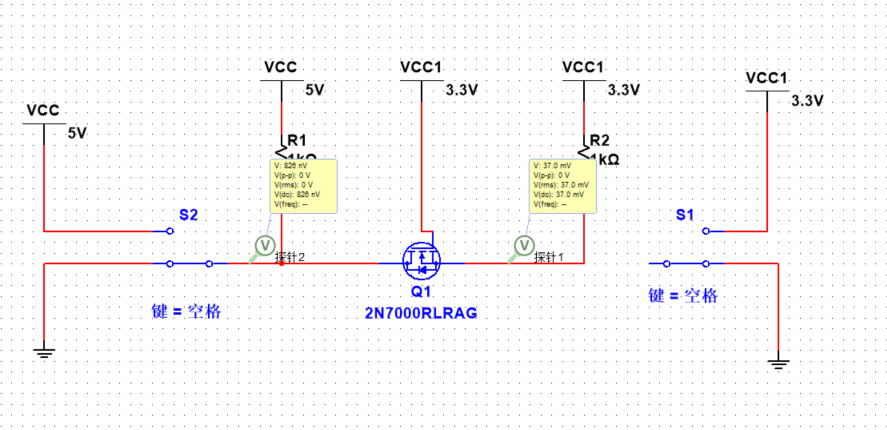 VCC
5V
VCC
5V
VCC1
3.3V
VCC1
3.3V
VCC1
3.3V
R1
1kΩ
R2
1kΩ
V: 826 nV
V(p-p): 0 V
V(rms): 0 V
V(dc): 826 nV
V(freq): --
V: 37.0 mV
V(p-p): 0 V
V(rms): 37.0 mV
V(dc): 37.0 mV
V(freq): --
S2
S1
V
探针2
V
探针1
键 = 空格
Q1
2N7000RLRAG
键 = 空格